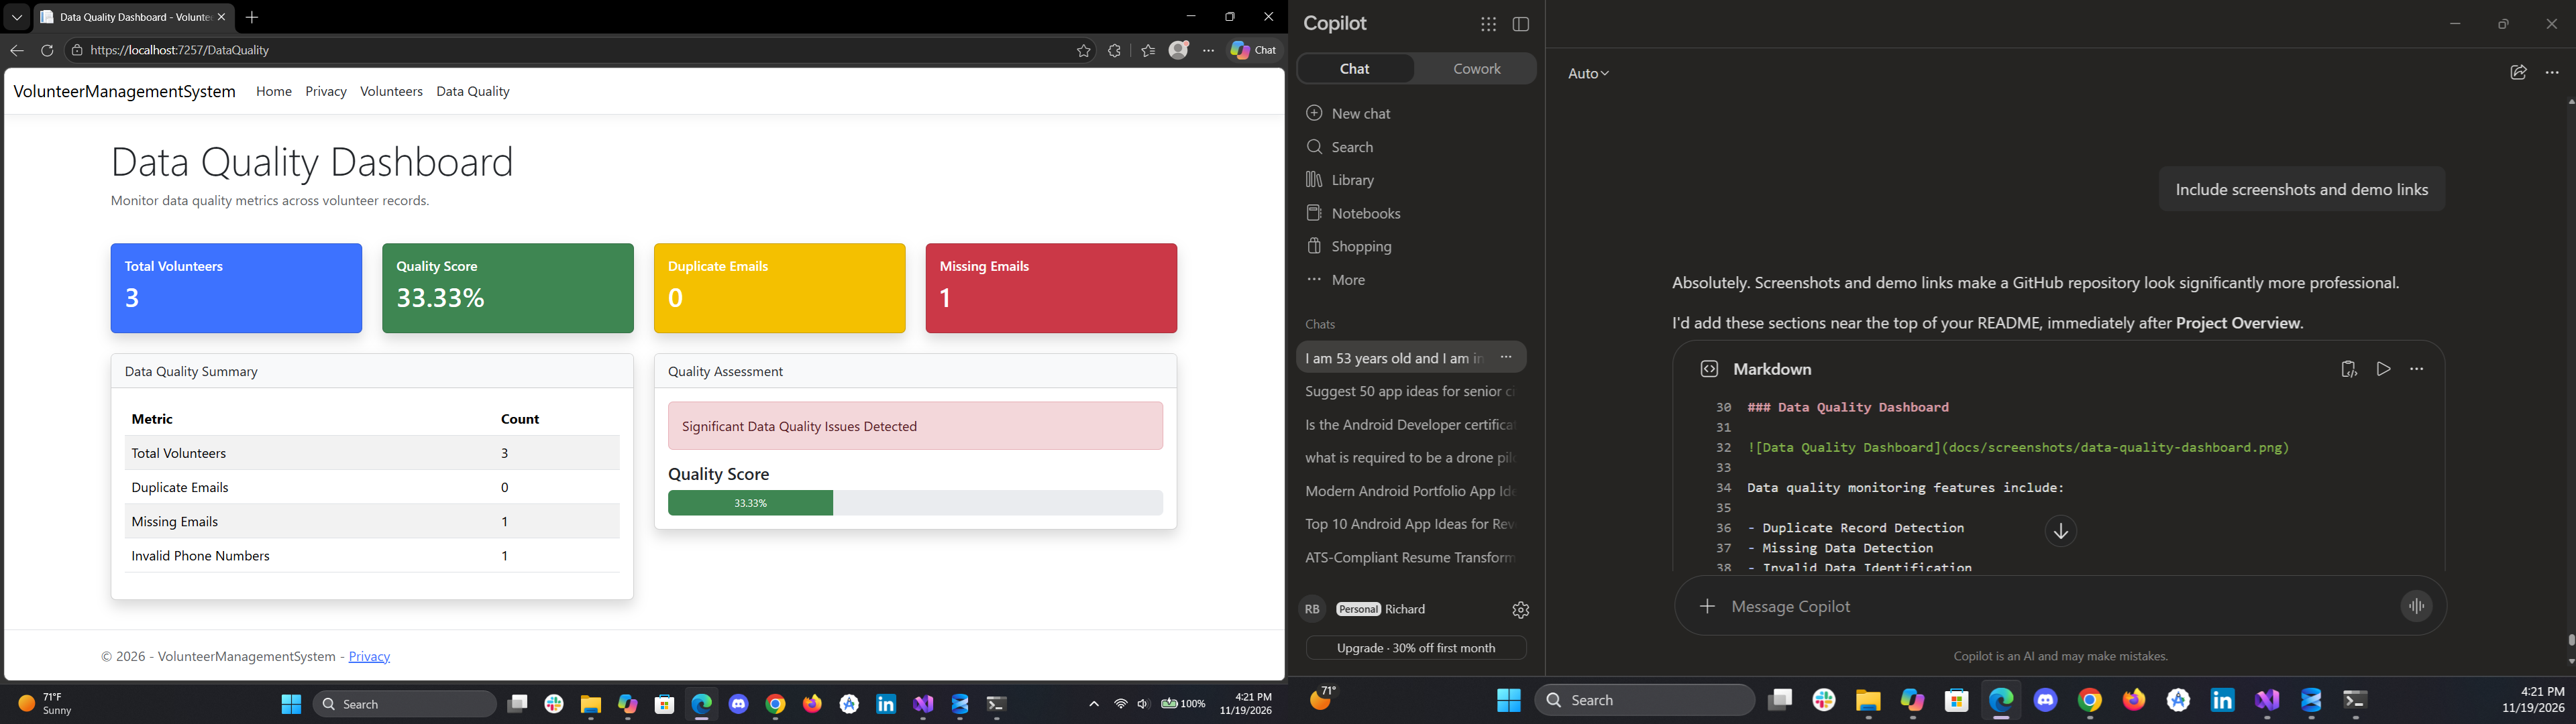 Data Quality Dashboard - Volunte
https://localhost:7257/DataQuality
Chat
VolunteerManagementSystem Home Privacy Volunteers Data Quality
Data Quality Dashboard
Monitor data quality metrics across volunteer records.
Total Volunteers
3
Quality Score
33.33%
Duplicate Emails
0
Missing Emails
1
Data Quality Summary
Metric Count
Total Volunteers 3
Duplicate Emails 0
Missing Emails 1
Invalid Phone Numbers 1
Quality Assessment
Significant Data Quality Issues Detected
Quality Score
33.33%
© 2026 - VolunteerManagementSystem - Privacy
71°F
Sunny
Search
100%
4:21 PM
11/19/2026
Copilot
Chat Cowork
New chat
Search
Library
Notebooks
Shopping
More
Chats
I am 53 years old and I am in
Suggest 50 app ideas for senior ci
Is the Android Developer certifica
what is required to be a drone pil
Modern Android Portfolio App Ide
Top 10 Android App Ideas for Rev
ATS-Compliant Resume Transform
RB Personal Richard
Upgrade · 30% off first month
Auto
Include screenshots and demo links
Absolutely. Screenshots and demo links make a GitHub repository look significantly more professional.
I'd add these sections near the top of your README, immediately after Project Overview.
Markdown
30 ### Data Quality Dashboard
31
32 ![Data Quality Dashboard](docs/screenshots/data-quality-dashboard.png)
33
34 Data quality monitoring features include:
35
36 - Duplicate Record Detection
37 - Missing Data Detection
38 - Invalid Data Identification
Message Copilot
Copilot is an AI and may make mistakes.
71°
Search
4:21 PM
11/19/2026